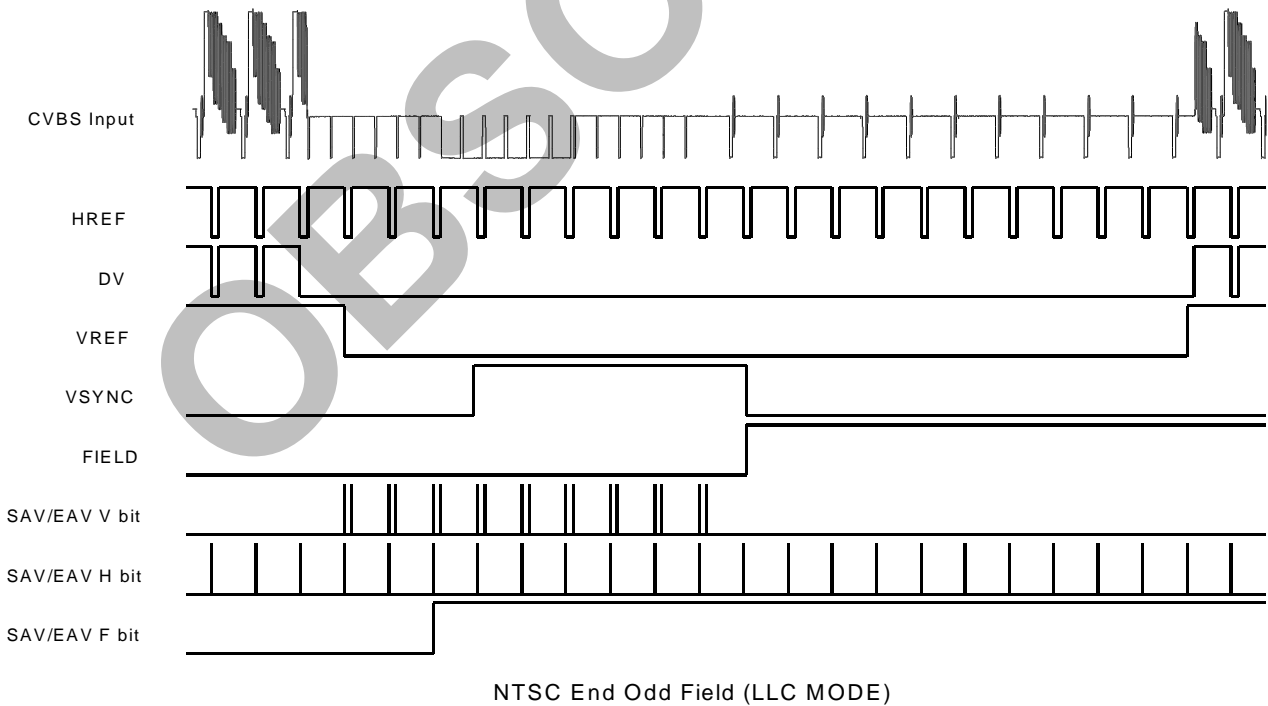 CVBS Input
HREF
DV
VREF
VSYNC
FIELD
SAV/EAV V bit
SAV/EAV H bit
SAV/EAV F bit
NTSC End Odd Field (LLC MODE)
OBSO